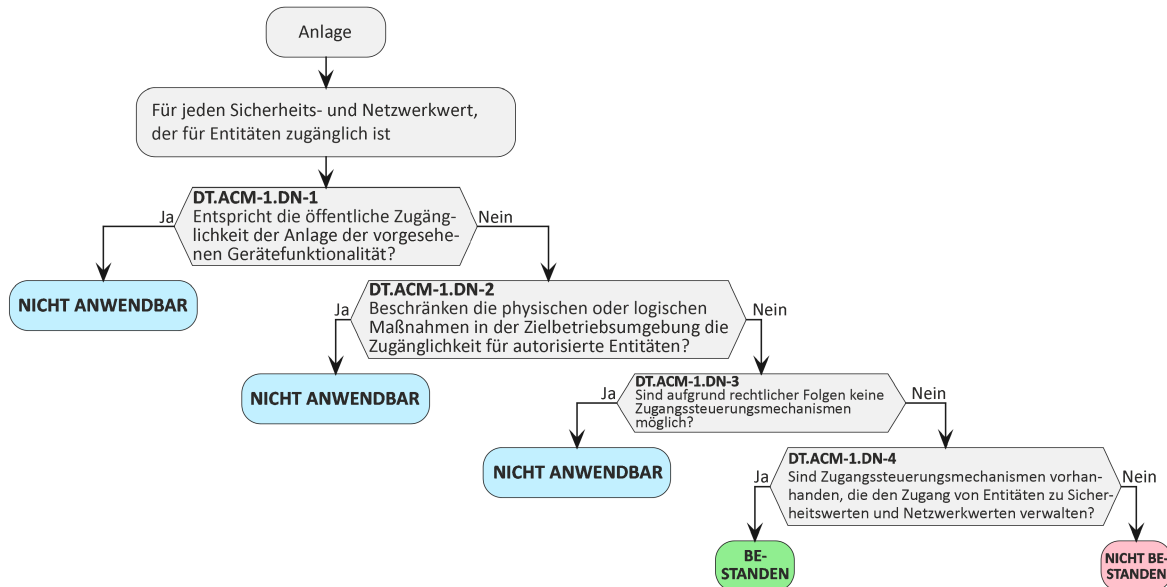 Anlage
Für jeden Sicherheits- und Netzwerkwert,
der für Entitäten zugänglich ist
DT.ACM-1.DN-1
Entspricht die öffentliche Zugäng-
lichkeit der Anlage der vorgesehe-
nen Gerätefunktionalität?
Ja
Nein
NICHT ANWENDBAR
DT.ACM-1.DN-2
Beschränken die physischen oder logischen
Maßnahmen in der Zielbetriebsumgebung die
Zugänglichkeit für autorisierte Entitäten?
Ja
Nein
NICHT ANWENDBAR
DT.ACM-1.DN-3
Sind aufgrund rechtlicher Folgen keine
Zugangssteuerungsmechanismen
möglich?
Ja
Nein
NICHT ANWENDBAR
DT.ACM-1.DN-4
Sind Zugangssteuerungsmechanismen vorhan-
handen, die den Zugang von Entitäten zu Sicher-
heitswerten und Netzwerkwerten verwalten?
Ja
Nein
BE-
STANDEN
NICHT BE-
STANDEN